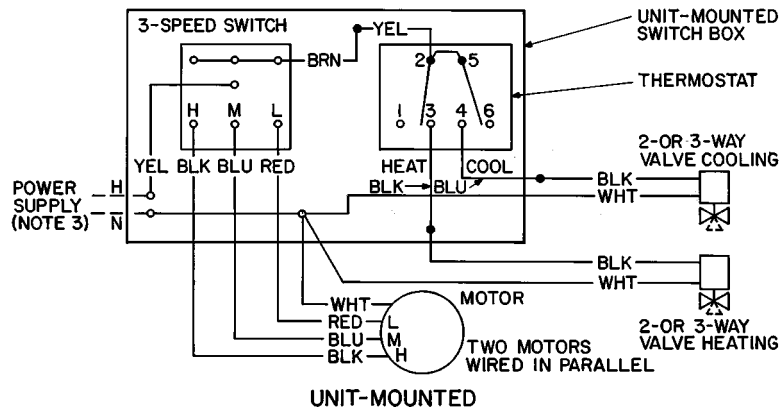 3-SPEED SWITCH
YEL
BRN
UNIT-MOUNTED
SWITCH BOX
THERMOSTAT
2 5
1 3 4 6
H M L
YEL BLK BLU RED
HEAT COOL
BLK BLU
POWER
SUPPLY
(NOTE 3)
H
N
2-OR 3-WAY
VALVE COOLING
BLK
WHT
BLK
WHT
2-OR 3-WAY
VALVE HEATING
WHT
RED
BLU
BLK
L
M
H
MOTOR
TWO MOTORS
WIRED IN PARALLEL
UNIT-MOUNTED